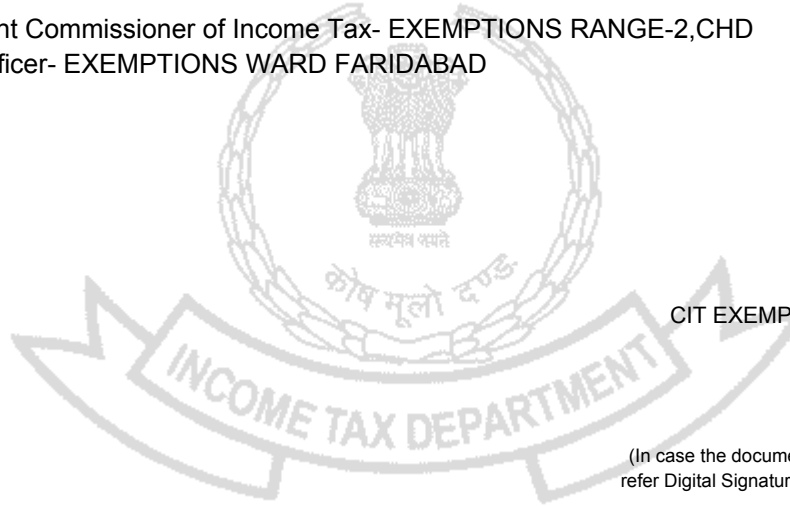 nt Commissioner of Income Tax- EXEMPTIONS RANGE-2,CHD
ficer- EXEMPTIONS WARD FARIDABAD
सत्यमेव जयते
कोष मूलो दण्डः
CIT EXEMP
INCOME TAX DEPARTMENT
(In case the docume
refer Digital Signatur